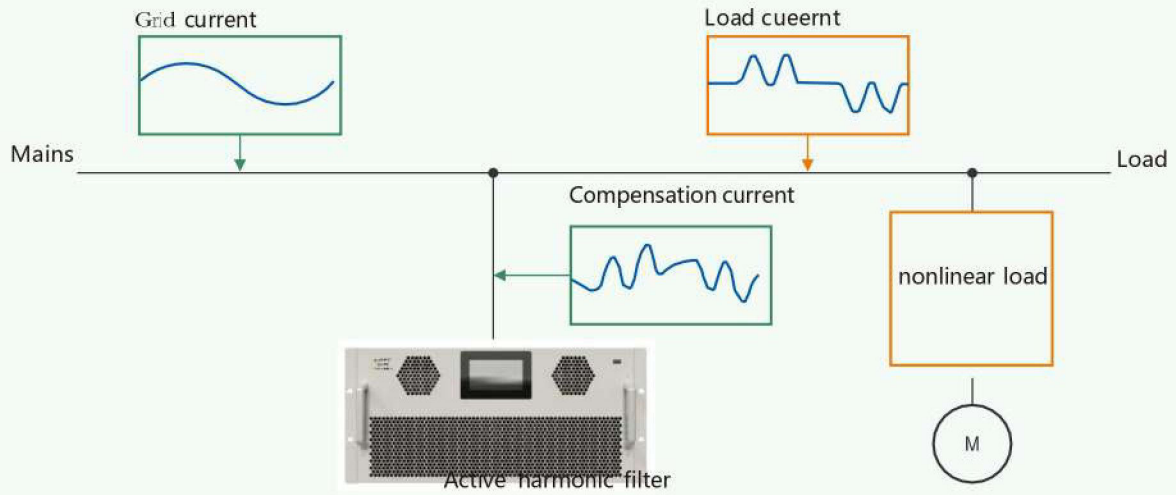 Grid current
Load cueernt
Mains
Load
Compensation current
nonlinear load
M
Active harmonic filter